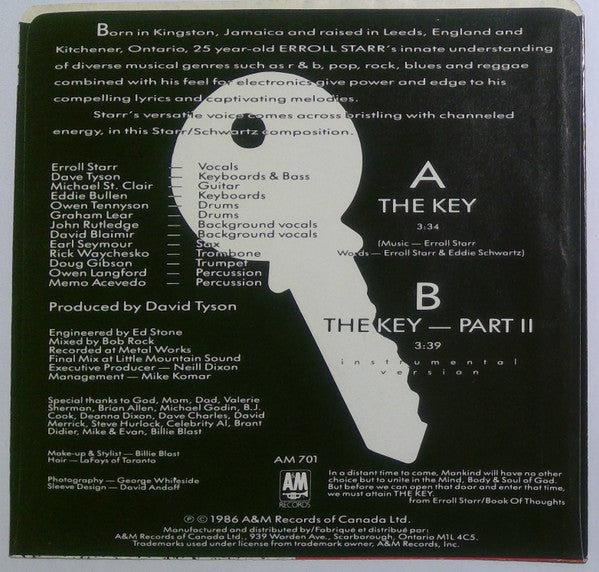 Born in Kingston, Jamaica and raised in Leeds, England and
Kitchener, Ontario, 25 year-old ERROLL STARR's innate understanding
of diverse musical genres such as r & b, pop, rock, blues and reggae
combined with his feel for electronics give power and edge to his
compelling lyrics and captivating melodies.
Starr's versatile voice comes across bristling with channeled
energy, in this Starr/Schwartz composition.
Erroll Starr — Vocals
Dave Tyson — Keyboards & Bass
Michael St. Clair — Guitar
Eddie Bullen — Keyboards
Owen Tennyson — Drums
Graham Lear — Drums
John Rutledge — Background vocals
David Blaimir — Background vocals
Earl Seymour — Sax
Rick Waychesko — Trombone
Doug Gibson — Trumpet
Owen Langford — Percussion
Memo Acevedo — Percussion
Produced by David Tyson
Engineered by Ed Stone
Mixed by Bob Rock
Recorded at Metal Works
Final Mix at Little Mountain Sound
Executive Producer — Neill Dixon
Management — Mike Komar
Special thanks to God, Mom, Dad, Valerie
Sherman, Brian Allen, Michael Godin, B.J.
Cook, Deanna Dixon, Dave Charles, David
Merrick, Steve Hurlock, Celebrity Al, Brant
Didier, Mike & Evan, Billie Blast
Make-up & Stylist — Billie Blast
Hair — LaFays of Toronto
Photography — George Whiteside
Sleeve Design — David Andoff
A
THE KEY
3:34
(Music — Erroll Starr
Words — Erroll Starr & Eddie Schwartz)
B
THE KEY — PART II
3:39
instrumental
version
AM 701
AM
RECORDS
In a distant time to come, Mankind will have no other
choice but to unite in the Mind, Body & Soul of God.
But before we can open that door and enter that time,
we must attain THE KEY.
from Erroll Starr/Book Of Thoughts
℗ © 1986 A&M Records of Canada Ltd.
Manufactured and distributed by/Fabriqué et distribué par:
A&M Records of Canada Ltd., 939 Warden Ave., Scarborough, Ontario M1L 4C5.
Trademarks used under license from trademark owner, A&M Records, Inc.